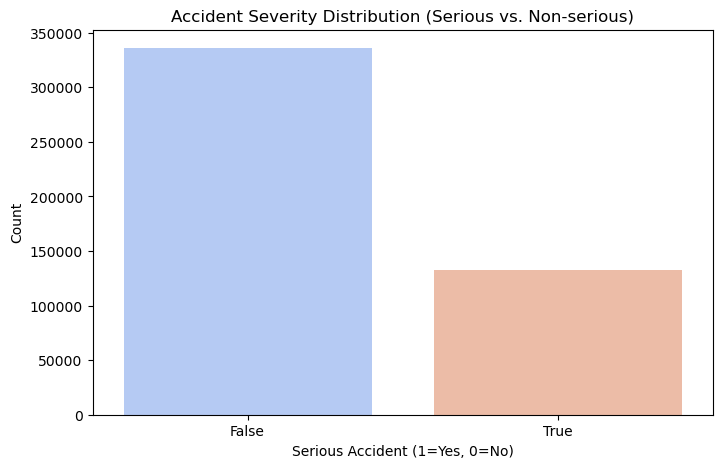 Accident Severity Distribution (Serious vs. Non-serious)
350000
300000
250000
200000
150000
100000
50000
0
Count
False
True
Serious Accident (1=Yes, 0=No)